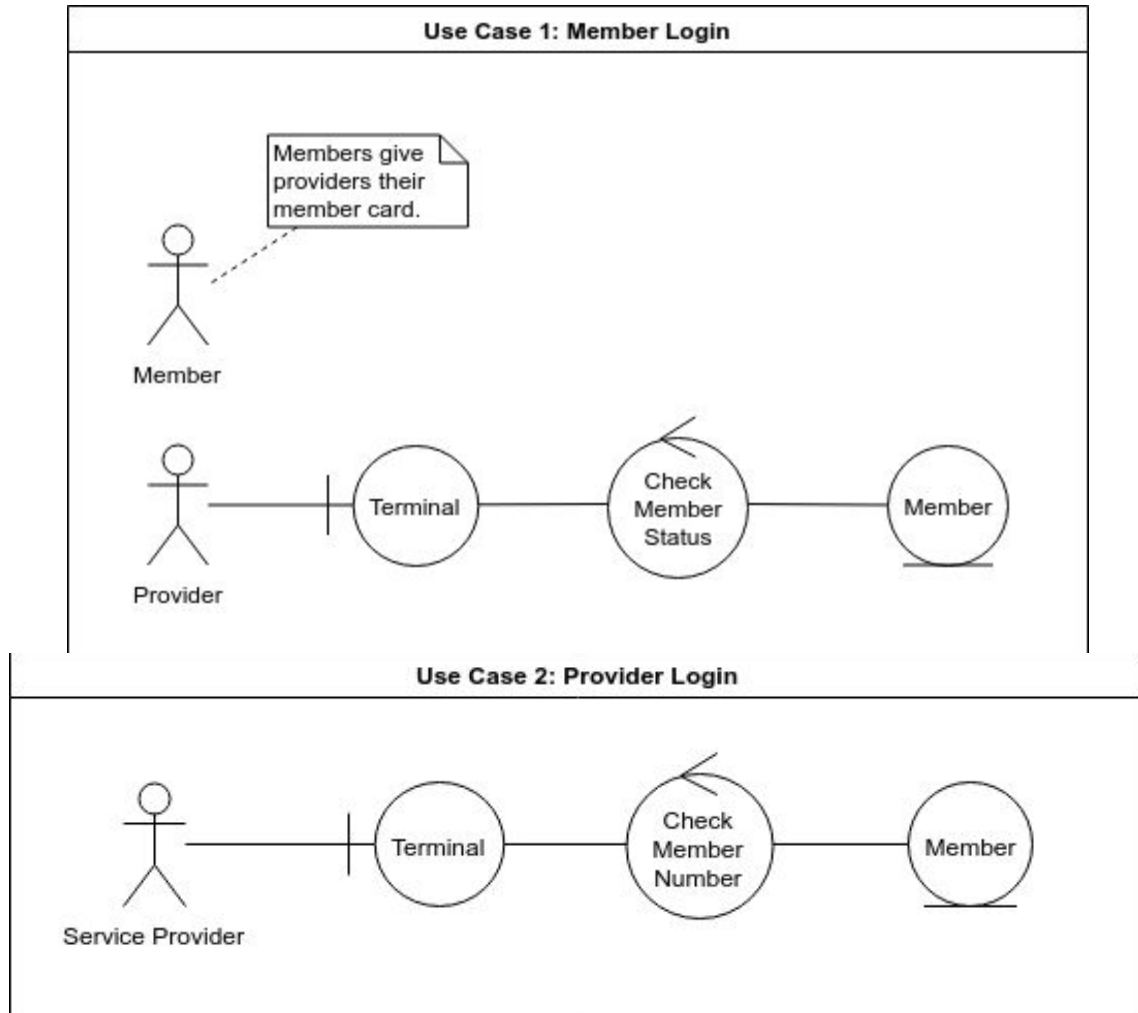 Use Case 1: Member Login
Members give
providers their
member card.
Member
Provider
Terminal
Check
Member
Status
Member
Use Case 2: Provider Login
Service Provider
Terminal
Check
Member
Number
Member